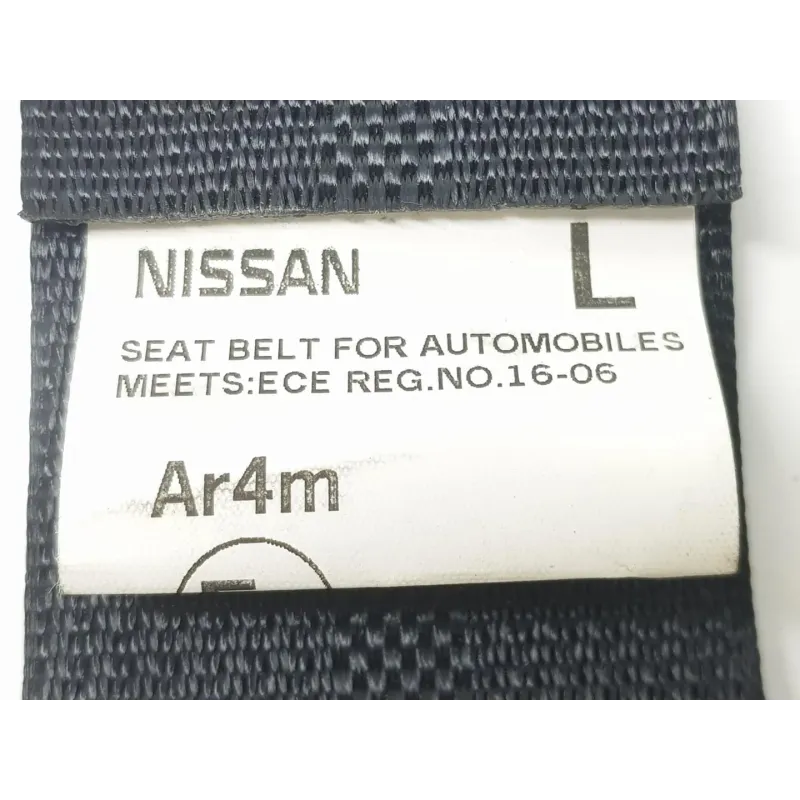 NISSAN L
SEAT BELT FOR AUTOMOBILES
MEETS:ECE REG.NO.16-06
Ar4m